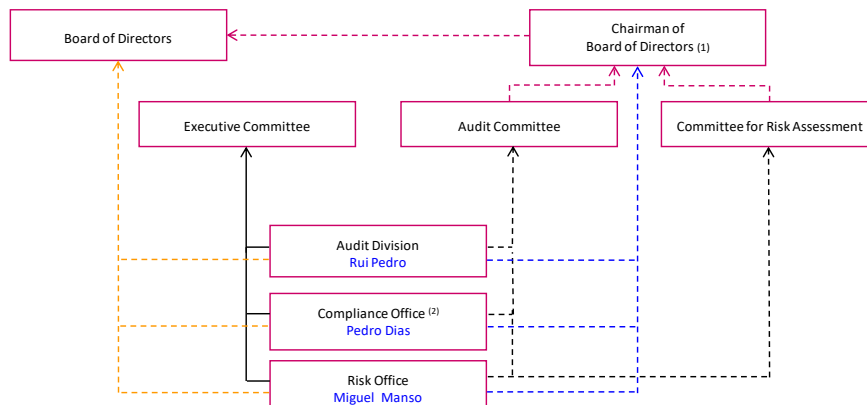 Board of Directors
Chairman of
Board of Directors (1)
Executive Committee
Audit Committee
Committee for Risk Assessment
Audit Division
Rui Pedro
Compliance Office (2)
Pedro Dias
Risk Office
Miguel Manso